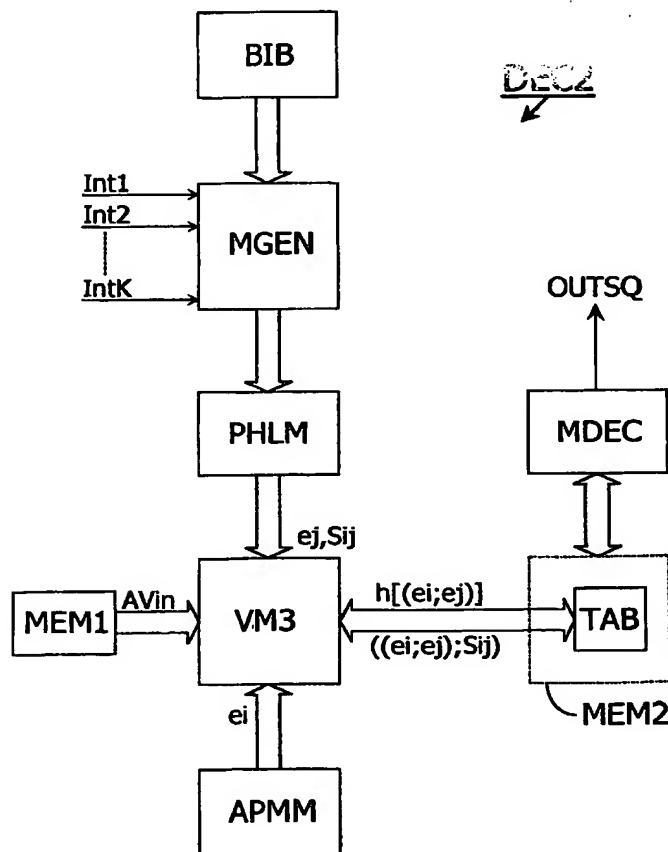 BIB
DEC2
Int1
Int2
IntK
MGEN
OUTSQ
PHLM
MDEC
ej,Sij
MEM1
AVin
VM3
h[(ei;ej)]
((ei;ej);Sij)
TAB
MEM2
ei
APMM